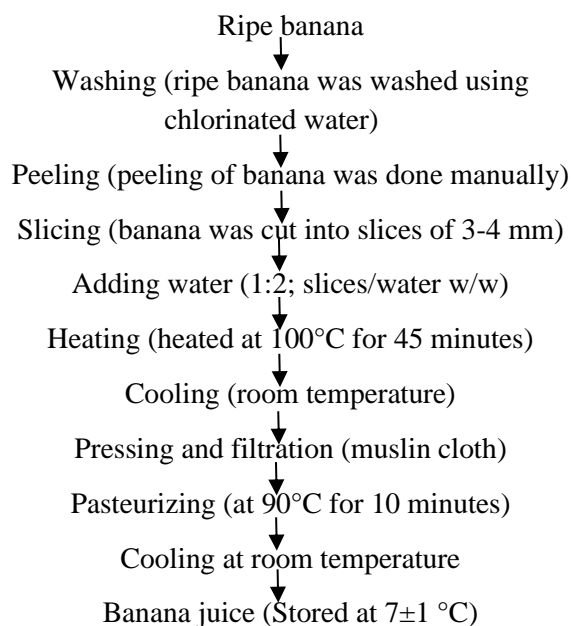 Ripe banana
Washing (ripe banana was washed using
chlorinated water)
Peeling (peeling of banana was done manually)
Slicing (banana was cut into slices of 3-4 mm)
Adding water (1:2; slices/water w/w)
Heating (heated at 100°C for 45 minutes)
Cooling (room temperature)
Pressing and filtration (muslin cloth)
Pasteurizing (at 90°C for 10 minutes)
Cooling at room temperature
Banana juice (Stored at 7±1 °C)